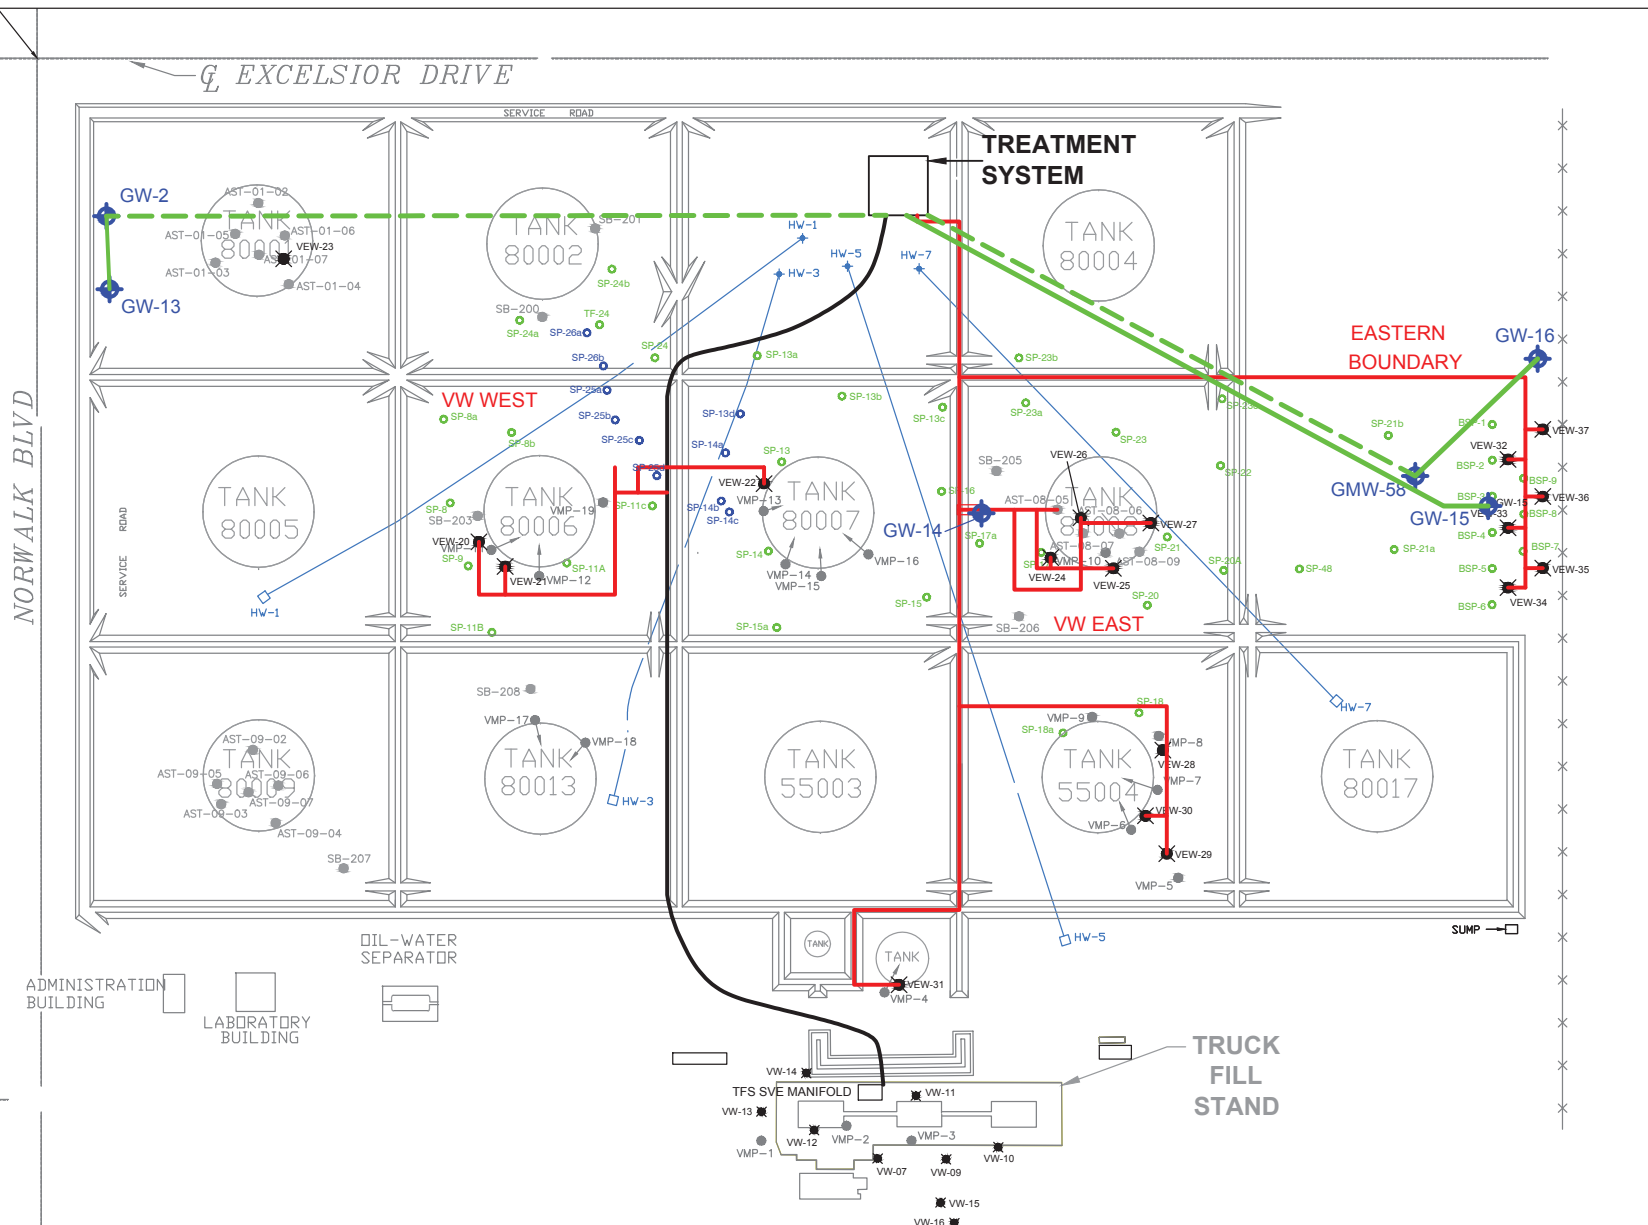 ℄ EXCELSIOR DRIVE
SERVICE ROAD
TREATMENT
SYSTEM
GW-2
AST-01-02
TANK
80001
AST-01-05
AST-01-06
VEW-23
AST-01-07
AST-01-03
AST-01-04
GW-13
SB-201
TANK
80002
SP-24b
SB-200
SP-24a
TF-24
SP-26a
SP-24
SP-26b
HW-1
HW-5
HW-3
HW-7
SP-13a
TANK
80004
SP-23b
EASTERN
BOUNDARY
GW-16
NORWALK BLVD
SERVICE ROAD
VW WEST
SP-25a
SP-8a
SP-25b
SP-8b
SP-25c
SP-13d
SP-14a
SP-13b
SP-13c
SP-13
SP-23a
SP-23
SP-22
SP-21b
BSP-1
VEW-37
VEW-32
BSP-2
BSP-9
GMW-58
BSP-3
VEW-36
GW-15
VEW-33
BSP-8
BSP-4
BSP-7
SP-21a
BSP-5
VEW-35
VEW-34
BSP-6
TANK
80005
HW-1
TANK
80006
SP-8
SB-203
VEW-20
SP-9
VEW-21
VMP-12
VMP-19
SP-11c
SP-11A
SP-11B
VEW-22
VMP-13
SP-14b
SP-14c
TANK
80007
SP-14
VMP-14
VMP-15
VMP-16
SP-15
SP-15a
SP-16
GW-14
SP-17a
SB-205
VEW-26
AST-08-05
AST-08-06
TANK
VEW-27
AST-08-07
SP-21
VMP-10
AST-08-09
VEW-24
VEW-25
SP-20A
SP-48
SP-20
SB-206
VW EAST
AST-09-02
TANK
80009
AST-09-05
AST-09-06
AST-09-07
AST-09-03
AST-09-04
SB-207
SB-208
VMP-17
VMP-18
TANK
80013
HW-3
TANK
55003
SP-18
VMP-9
SP-18a
VMP-8
VEW-28
TANK
55004
VMP-7
VEW-30
VMP-6
VEW-29
VMP-5
HW-7
TANK
80017
HW-5
SUMP
OIL-WATER
SEPARATOR
ADMINISTRATION
BUILDING
LABORATORY
BUILDING
TANK
TANK
VEW-31
VMP-4
TRUCK
FILL
STAND
VW-14
TFS SVE MANIFOLD
VW-11
VW-13
VW-12
VMP-2
VMP-3
VMP-1
VW-10
VW-07
VW-09
VW-15
VW-16